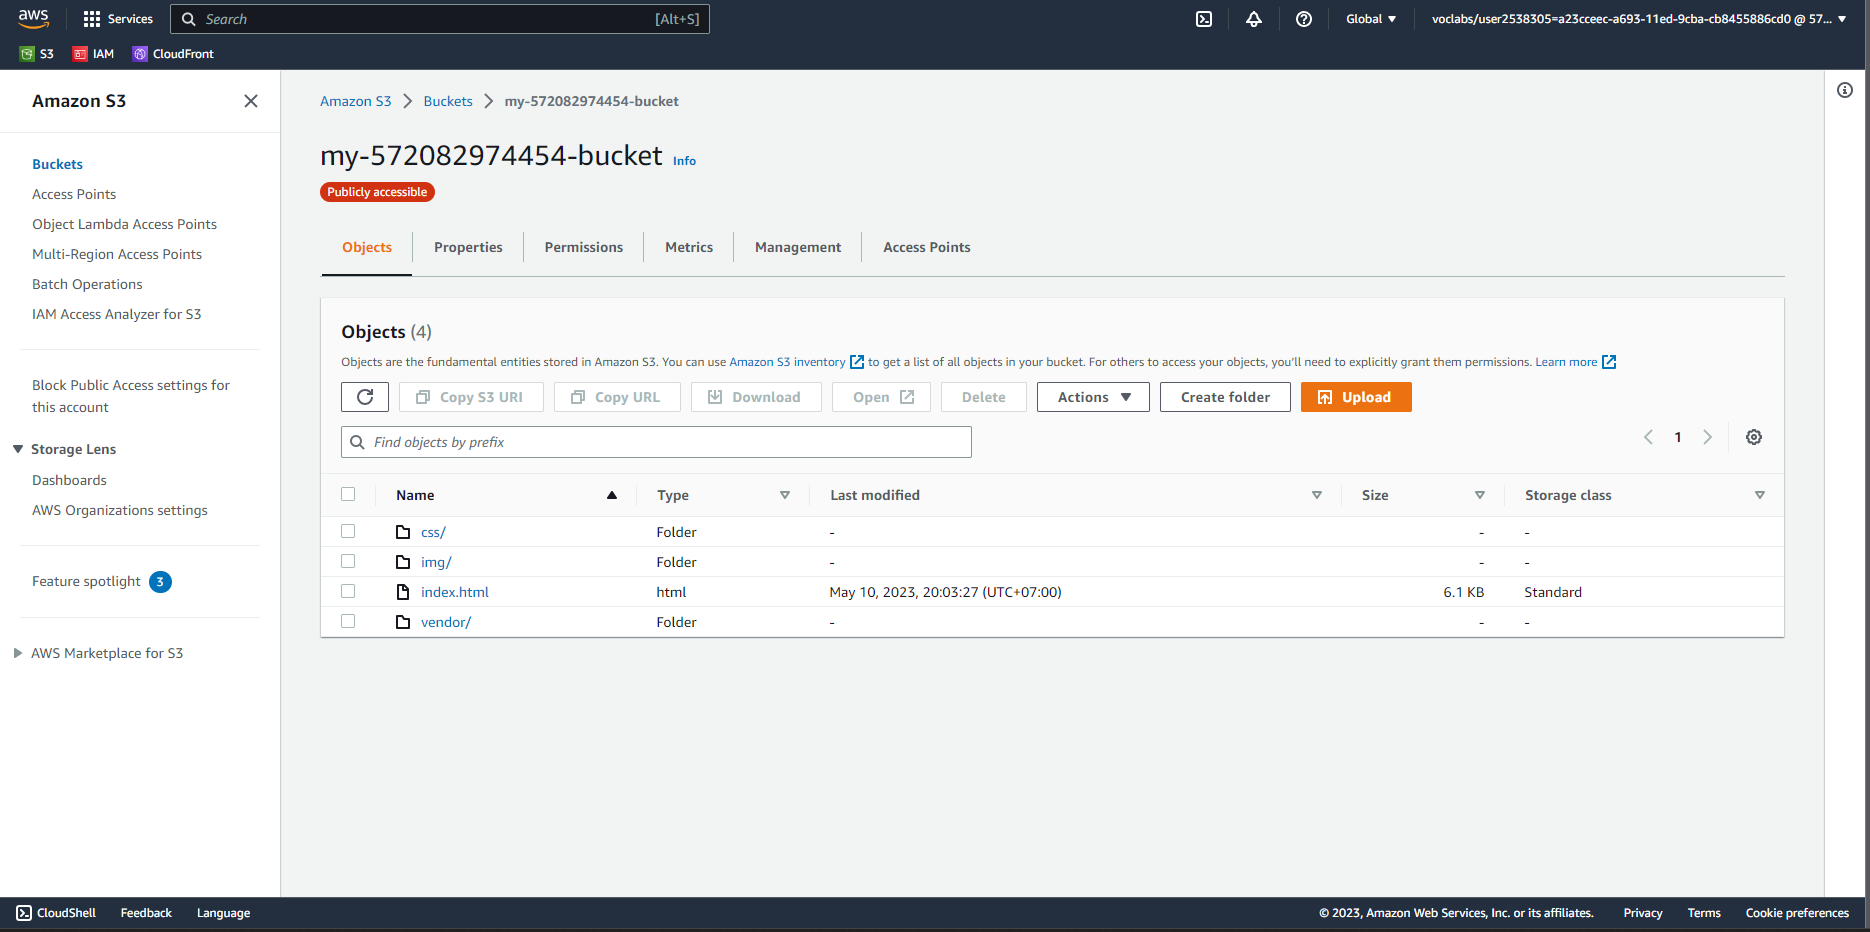 aws Services Search [Alt+S] Global voclabs/user2538305=a23cceec-a693-11ed-9cba-cb8455886cd0 @ 57...
S3 IAM CloudFront
Amazon S3
Buckets
Access Points
Object Lambda Access Points
Multi-Region Access Points
Batch Operations
IAM Access Analyzer for S3
Block Public Access settings for
this account
Storage Lens
Dashboards
AWS Organizations settings
Feature spotlight 3
AWS Marketplace for S3
Amazon S3 Buckets my-572082974454-bucket
my-572082974454-bucket Info
Publicly accessible
Objects Properties Permissions Metrics Management Access Points
Objects (4)
Objects are the fundamental entities stored in Amazon S3. You can use Amazon S3 inventory to get a list of all objects in your bucket. For others to access your objects, you'll need to explicitly grant them permissions. Learn more
Copy S3 URI Copy URL Download Open Delete Actions Create folder Upload
Find objects by prefix 1
Name Type Last modified Size Storage class
css/ Folder - - -
img/ Folder - - -
index.html html May 10, 2023, 20:03:27 (UTC+07:00) 6.1 KB Standard
vendor/ Folder - - -
CloudShell Feedback Language © 2023, Amazon Web Services, Inc. or its affiliates. Privacy Terms Cookie preferences